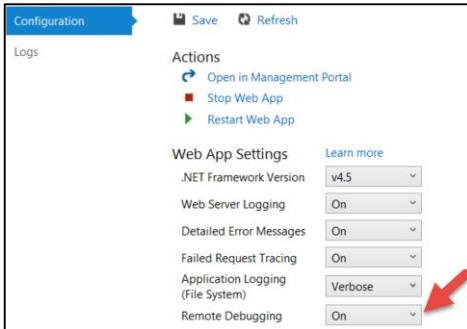 Configuration
Save Refresh
Logs
Actions
Open in Management Portal
Stop Web App
Restart Web App
Web App Settings Learn more
.NET Framework Version v4.5
Web Server Logging On
Detailed Error Messages On
Failed Request Tracing On
Application Logging
(File System) Verbose
Remote Debugging On